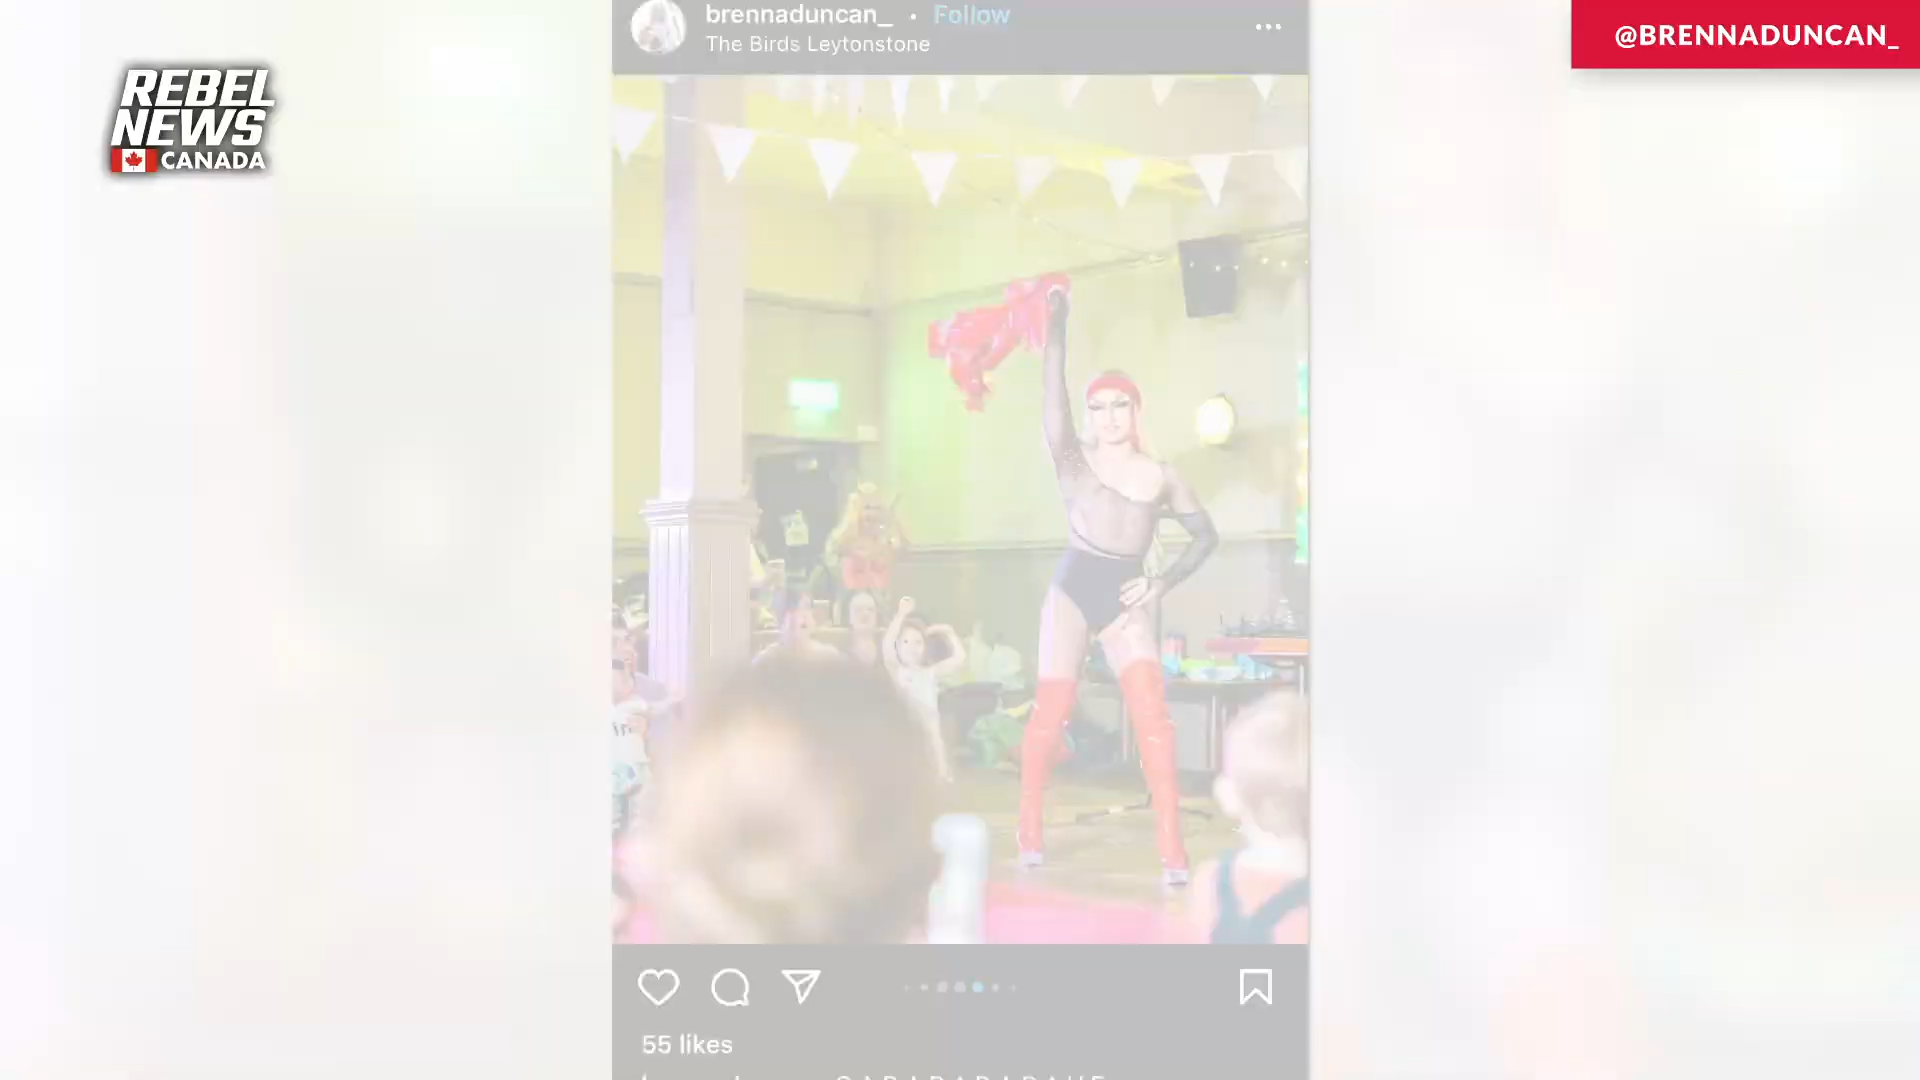 brennaduncan_ • Follow
The Birds Leytonstone
@BRENNADUNCAN_
REBEL
NEWS
CANADA
55 likes